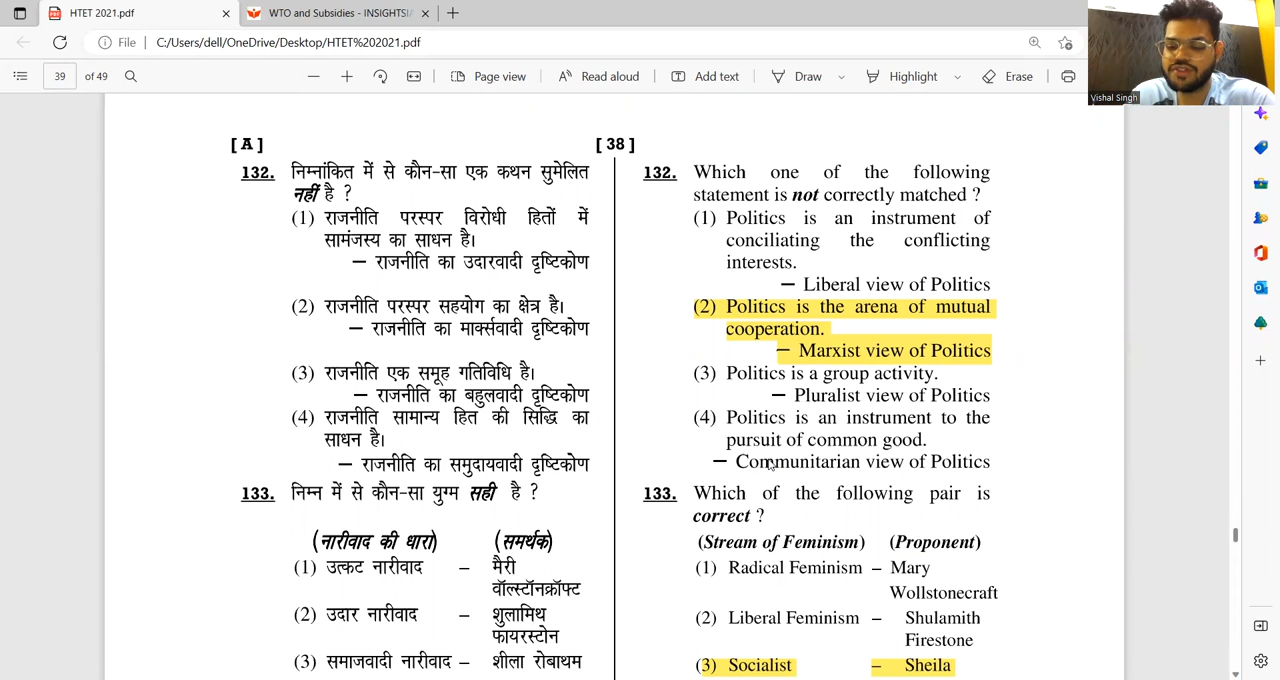 HTET 2021.pdf
WTO and Subsidies - INSIGHTSIA
File C:/Users/dell/OneDrive/Desktop/HTET%202021.pdf
39 of 49
Page view
Read aloud
Add text
Draw
Highlight
Erase
Vishal Singh
[ A ]
[ 38 ]
132. निम्नांकित में से कौन-सा एक कथन सुमेलित
नहीं है ?
(1) राजनीति परस्पर विरोधी हितों में
सामंजस्य का साधन है।
– राजनीति का उदारवादी दृष्टिकोण
(2) राजनीति परस्पर सहयोग का क्षेत्र है।
– राजनीति का मार्क्सवादी दृष्टिकोण
(3) राजनीति एक समूह गतिविधि है।
– राजनीति का बहुलवादी दृष्टिकोण
(4) राजनीति सामान्य हित की सिद्धि का
साधन है।
– राजनीति का समुदायवादी दृष्टिकोण
133. निम्न में से कौन-सा युग्म सही है ?
(नारीवाद की धारा) (समर्थक)
(1) उत्कट नारीवाद – मैरी
वॉल्स्टॉनक्रॉफ्ट
(2) उदार नारीवाद – शुलामिथ
फायरस्टोन
(3) समाजवादी नारीवाद – शीला रोबाथम
132. Which one of the following
statement is not correctly matched ?
(1) Politics is an instrument of
conciliating the conflicting
interests.
– Liberal view of Politics
(2) Politics is the arena of mutual
cooperation.
– Marxist view of Politics
(3) Politics is a group activity.
– Pluralist view of Politics
(4) Politics is an instrument to the
pursuit of common good.
– Communitarian view of Politics
133. Which of the following pair is
correct ?
(Stream of Feminism) (Proponent)
(1) Radical Feminism – Mary
Wollstonecraft
(2) Liberal Feminism – Shulamith
Firestone
(3) Socialist – Sheila